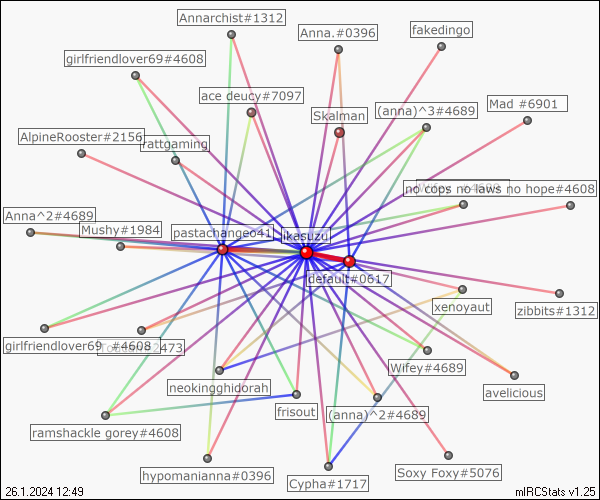 Annarchist#1312
Anna.#0396
fakedingo
girlfriendlover69#4608
ace deucy#7097
Skalman
(anna)^3#4689
Mad #6901
AlpineRooster#2156
rattgaming
no cops no laws no hope#4608
Anna^2#4689
Mushy#1984
pastachangeo41
ikesuzu
default#0617
xenoyaut
zibbits#1312
girlfriendlover69 #4608
2473
Wifey#4689
neokingghidorah
avelicious
frisout
(anna)^2#4689
ramshackle gorey#4608
hypomanianna#0396
Cypha#1717
Soxy Foxy#5076
26.1.2024 12:49
mIRCStats v1.25